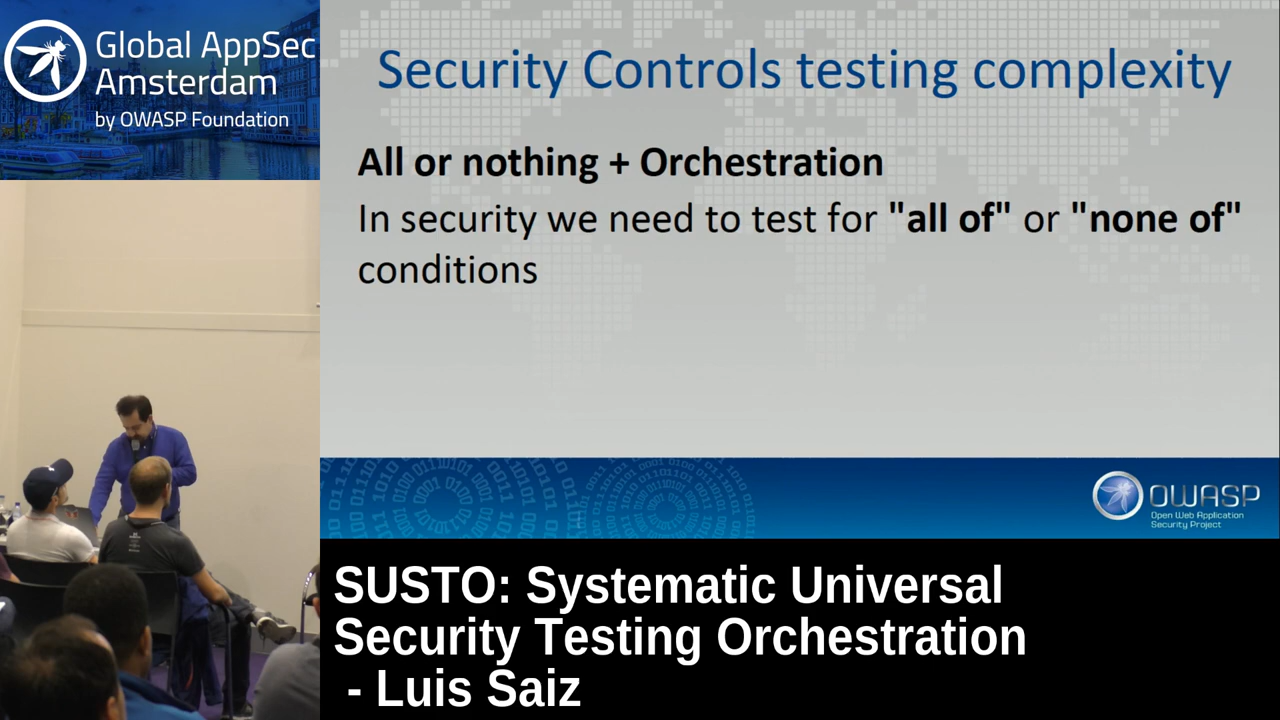 Global AppSec
Amsterdam
by OWASP Foundation
Security Controls testing complexity
All or nothing + Orchestration
In security we need to test for "all of" or "none of"
conditions
OWASP
Open Web Application
Security Project
SUSTO: Systematic Universal
Security Testing Orchestration
- Luis Saiz